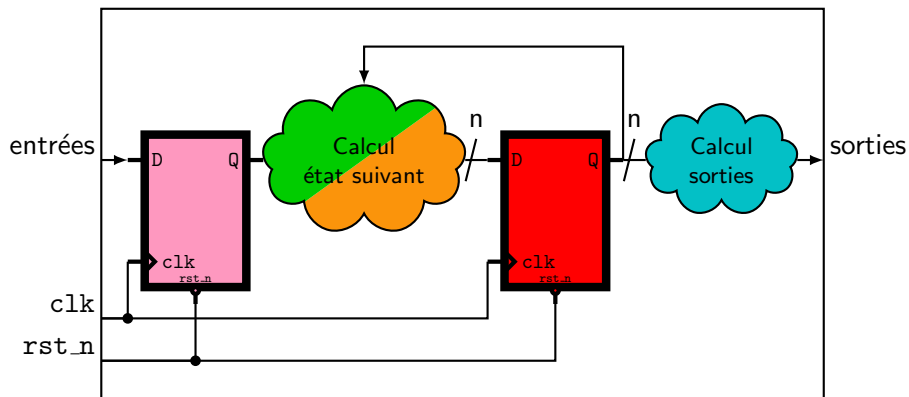 n
n
entrées
D
Q
Calcul
état suivant
D
Q
Calcul
sorties
sorties
clk
rst_n
clk
rst_n
clk
rst_n